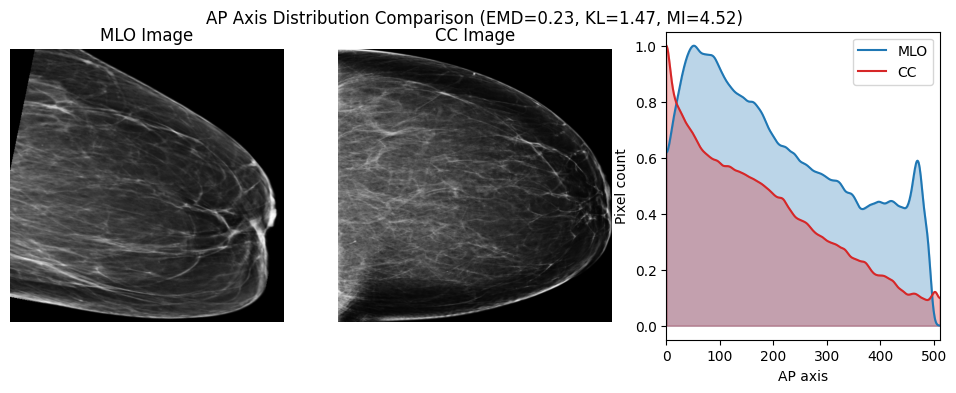 AP Axis Distribution Comparison (EMD=0.23, KL=1.47, MI=4.52)
MLO Image
CC Image
MLO
CC
Pixel count
1.0
0.8
0.6
0.4
0.2
0.0
0 100 200 300 400 500
AP axis